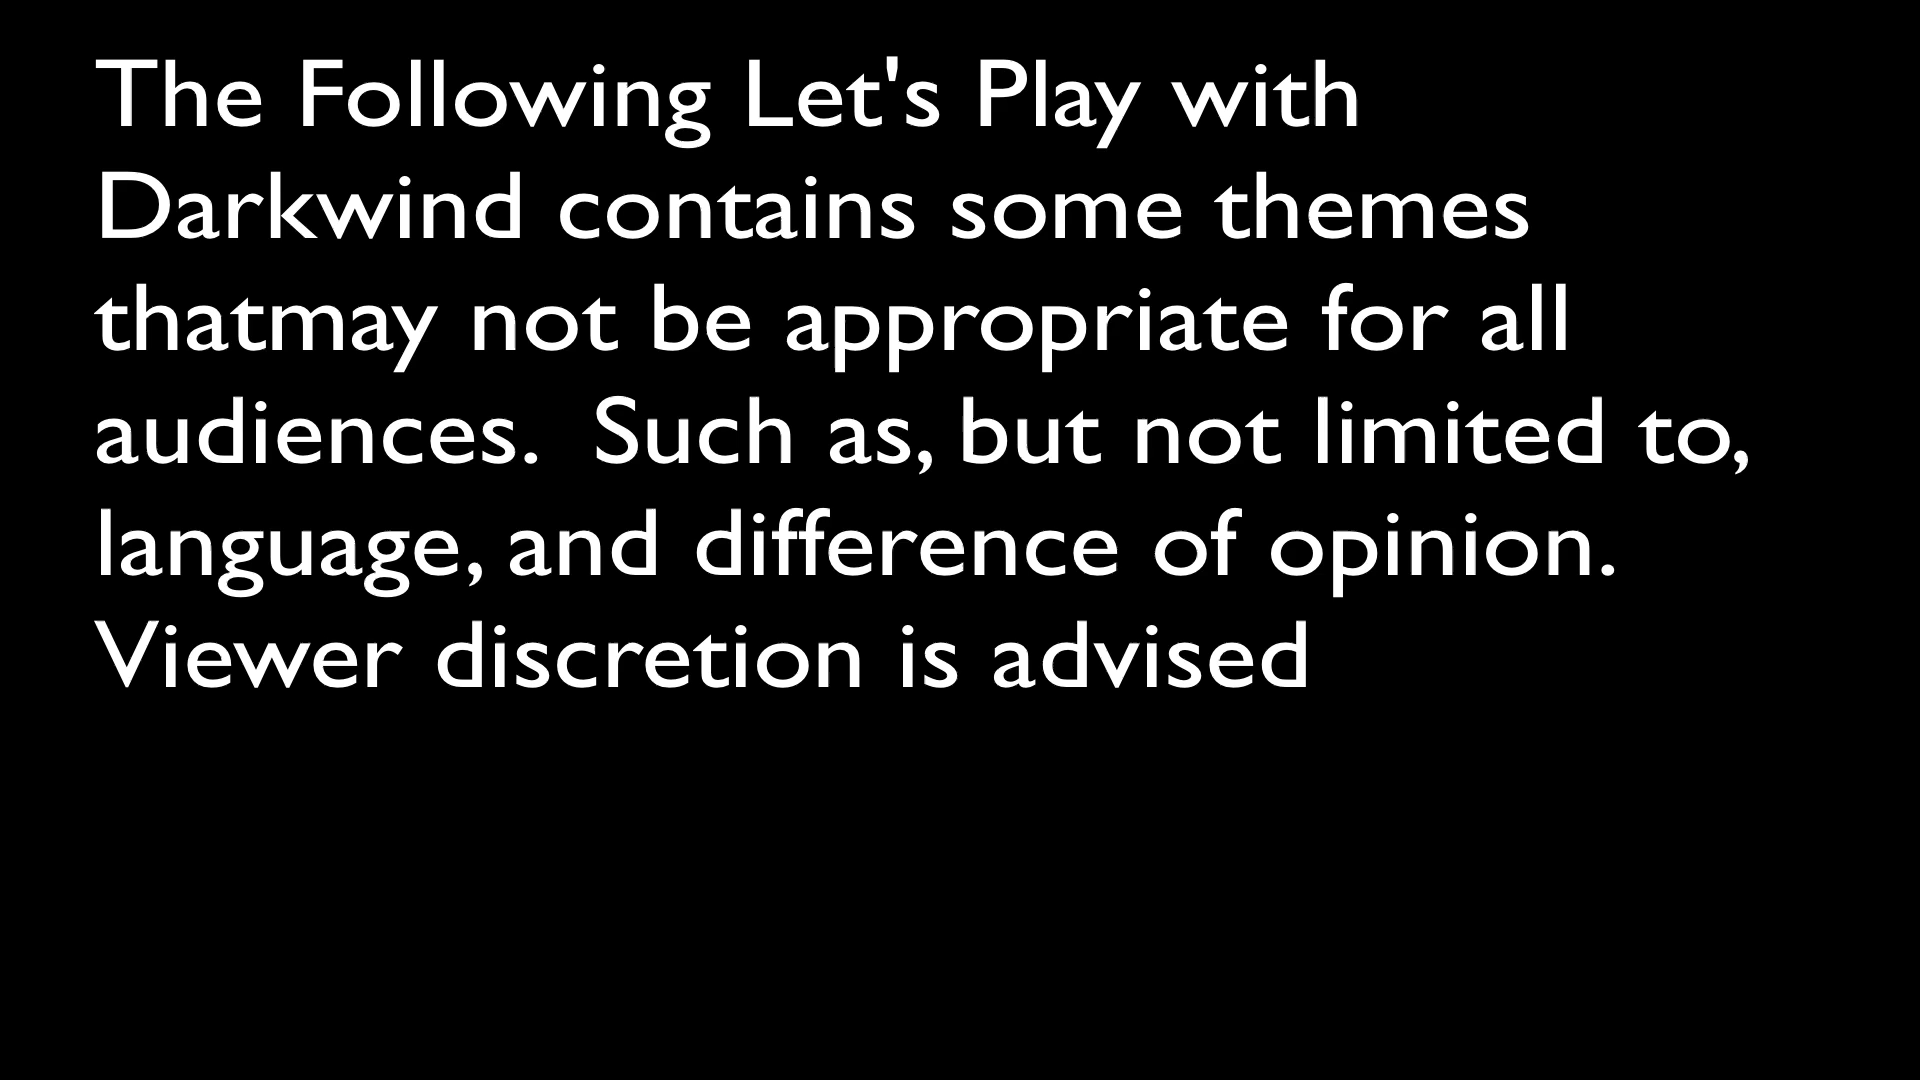 The Following Let's Play with
Darkwind contains some themes
thatmay not be appropriate for all
audiences.  Such as, but not limited to,
language, and difference of opinion.
Viewer discretion is advised